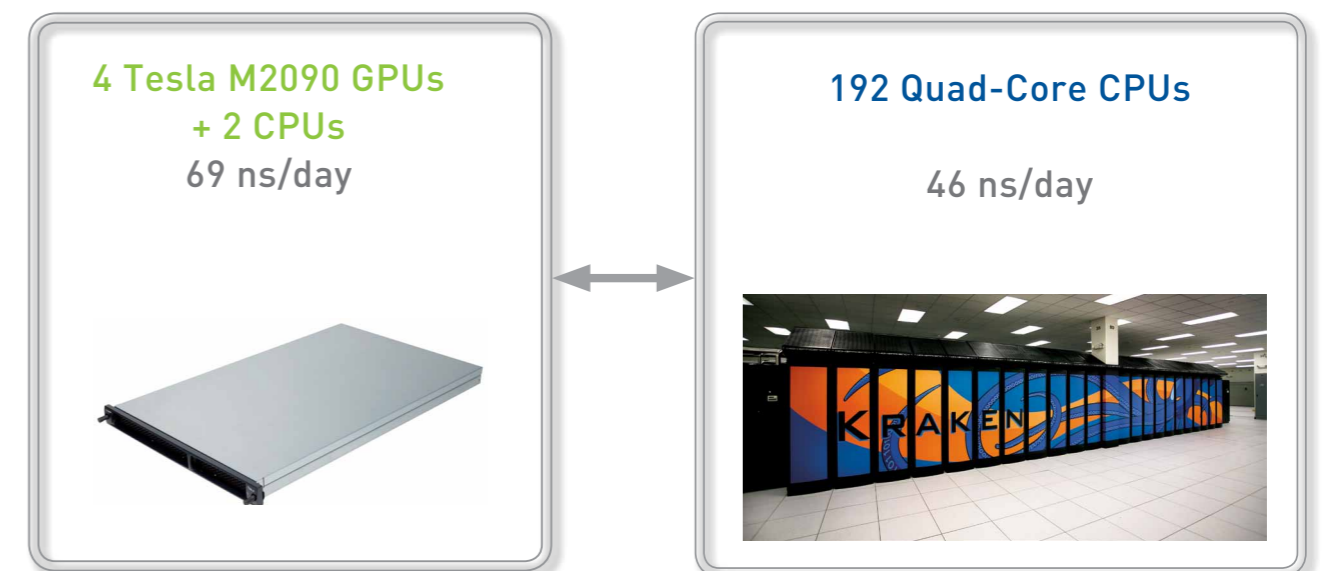 4 Tesla M2090 GPUs
+ 2 CPUs
69 ns/day
192 Quad-Core CPUs
46 ns/day
KRAKEN